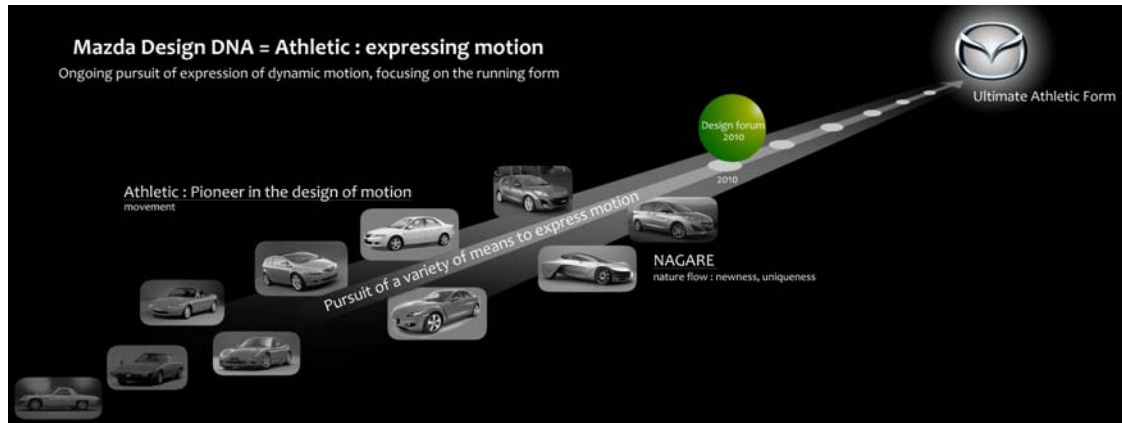 Mazda Design DNA = Athletic : expressing motion
Ongoing pursuit of expression of dynamic motion, focusing on the running form
Ultimate Athletic Form
Design forum
2010
2010
Athletic : Pioneer in the design of motion
movement
Pursuit of a variety of means to express motion
NAGARE
nature flow : newness, uniqueness